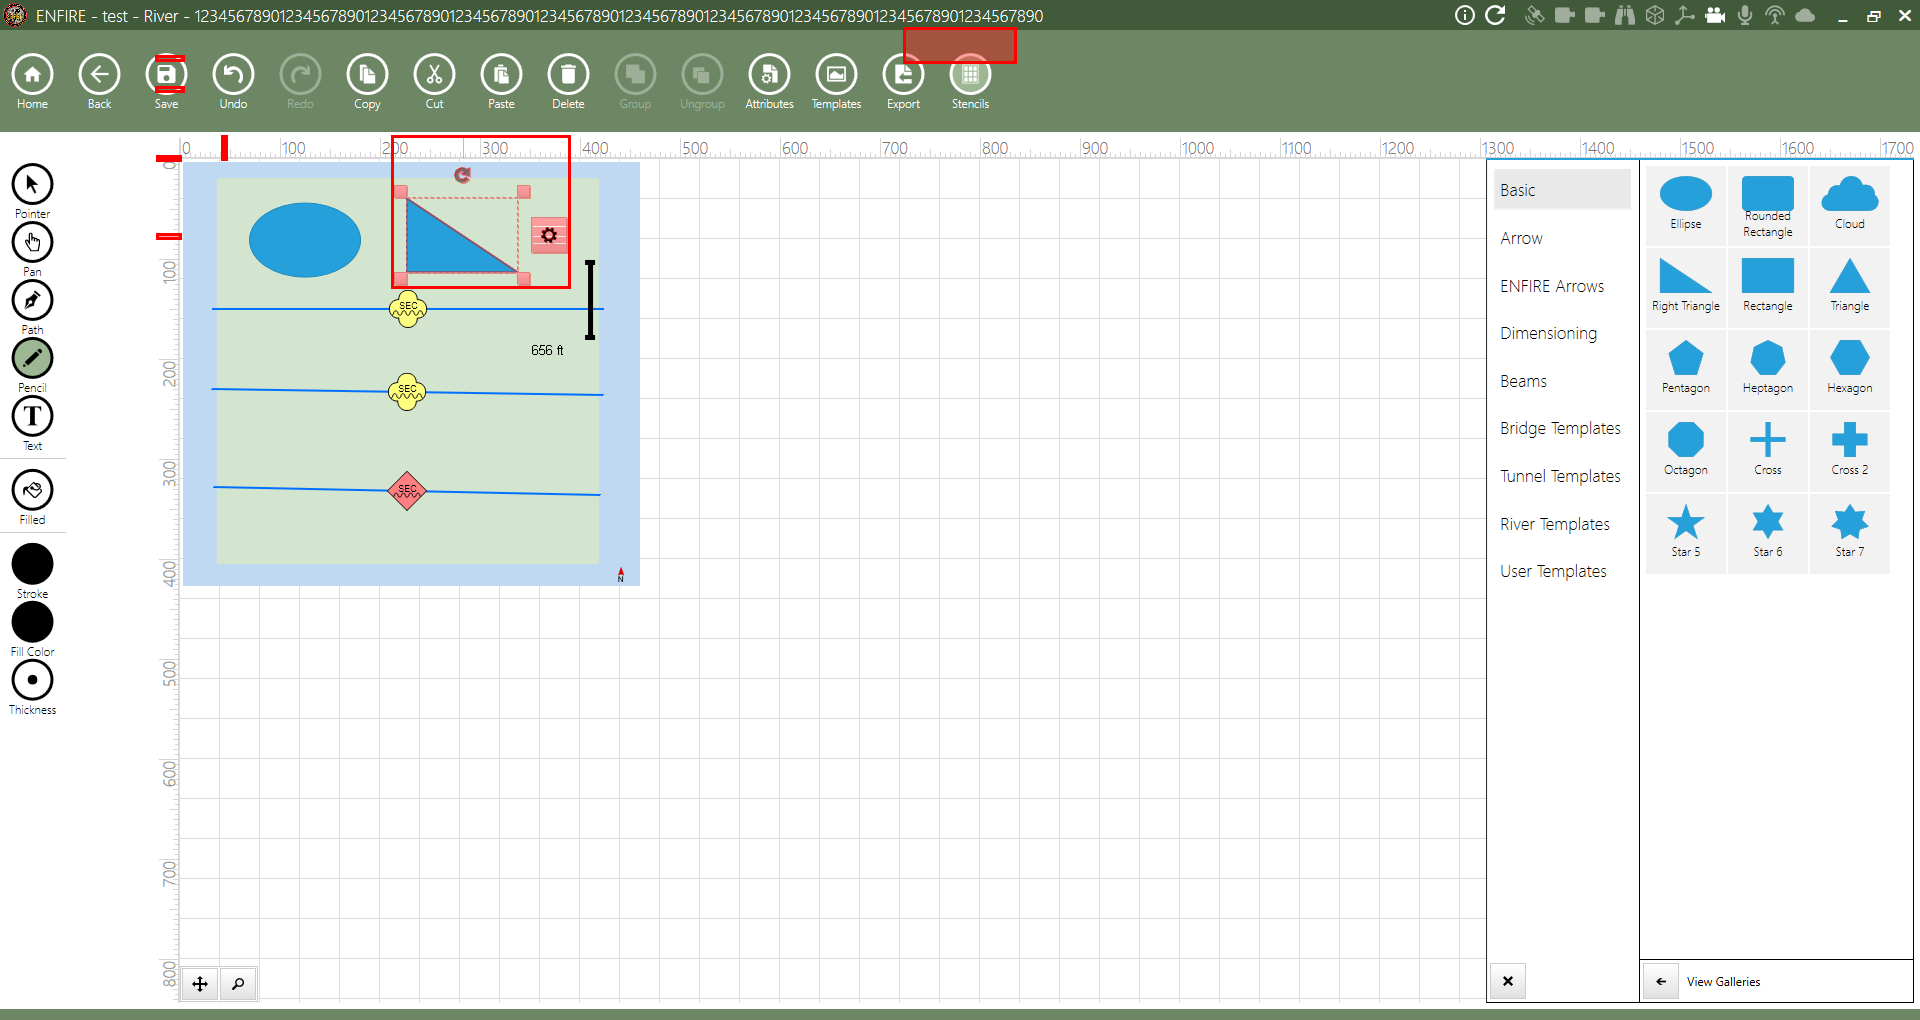 ENFIRE - test - River - 1234567890123456789012345678901234567890123456789012345678901234567890123456789012345678901234567890
Home Back Save Undo Redo Copy Cut Paste Delete Group Ungroup Attributes Templates Export Stencils
0 100 200 300 400 500 600 700 800 900 1000 1100 1200 1300 1400 1500 1600 1700
0
100
200
300
400
500
600
700
800
Pointer
Pan
Path
Pencil
T
Text
Filled
Stroke
Fill Color
Thickness
SEC
656 ft
SEC
SEC
N
Basic
Arrow
ENFIRE Arrows
Dimensioning
Beams
Bridge Templates
Tunnel Templates
River Templates
User Templates
Ellipse Rounded Rectangle Cloud
Right Triangle Rectangle Triangle
Pentagon Heptagon Hexagon
Octagon Cross Cross 2
Star 5 Star 6 Star 7
View Galleries